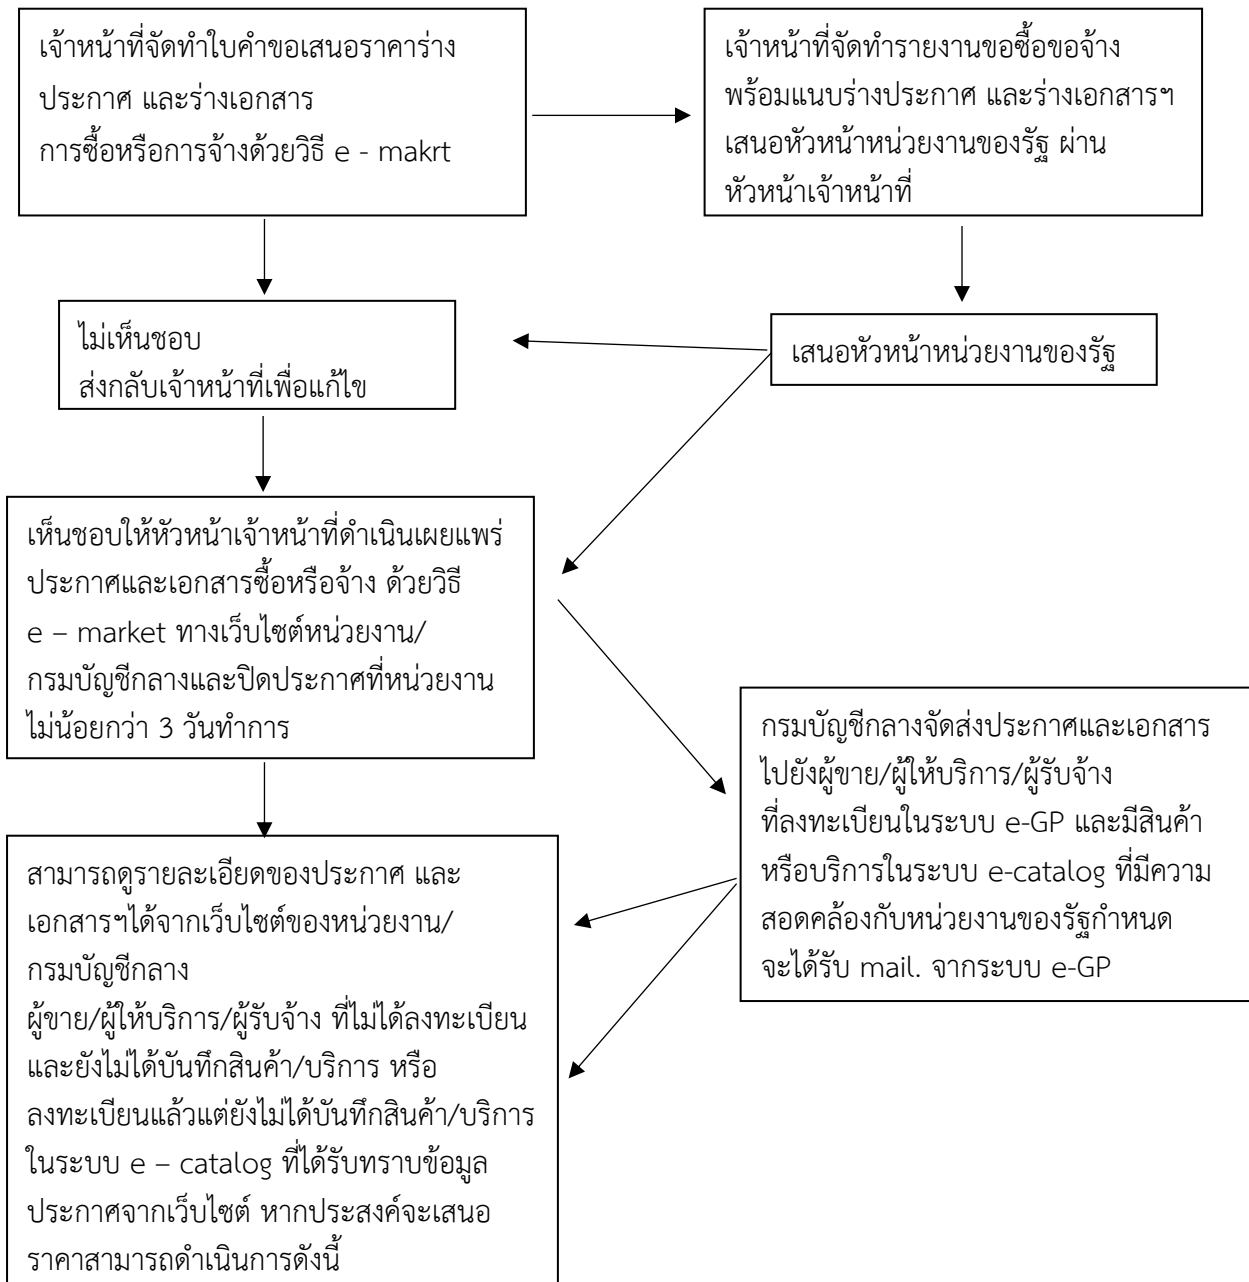 เจ้าหน้าที่จัดทำใบคำขอเสนอราคาร่าง
ประกาศ และร่างเอกสาร
การซื้อหรือการจ้างด้วยวิธี e - makrt
เจ้าหน้าที่จัดทำรายงานขอซื้อขอจ้าง
พร้อมแนบร่างประกาศ และร่างเอกสารฯ
เสนอหัวหน้าหน่วยงานของรัฐ ผ่าน
หัวหน้าเจ้าหน้าที่
ไม่เห็นชอบ
ส่งกลับเจ้าหน้าที่เพื่อแก้ไข
เสนอหัวหน้าหน่วยงานของรัฐ
เห็นชอบให้หัวหน้าเจ้าหน้าที่ดำเนินเผยแพร่
ประกาศและเอกสารซื้อหรือจ้าง ด้วยวิธี
e – market ทางเว็บไซต์หน่วยงาน/
กรมบัญชีกลางและปิดประกาศที่หน่วยงาน
ไม่น้อยกว่า 3 วันทำการ
กรมบัญชีกลางจัดส่งประกาศและเอกสาร
ไปยังผู้ขาย/ผู้ให้บริการ/ผู้รับจ้าง
ที่ลงทะเบียนในระบบ e-GP และมีสินค้า
หรือบริการในระบบ e-catalog ที่มีความ
สอดคล้องกับหน่วยงานของรัฐกำหนด
จะได้รับ mail. จากระบบ e-GP
สามารถดูรายละเอียดของประกาศ และ
เอกสารฯได้จากเว็บไซต์ของหน่วยงาน/
กรมบัญชีกลาง
ผู้ขาย/ผู้ให้บริการ/ผู้รับจ้าง ที่ไม่ได้ลงทะเบียน
และยังไม่ได้บันทึกสินค้า/บริการ หรือ
ลงทะเบียนแล้วแต่ยังไม่ได้บันทึกสินค้า/บริการ
ในระบบ e – catalog ที่ได้รับทราบข้อมูล
ประกาศจากเว็บไซต์ หากประสงค์จะเสนอ
ราคาสามารถดำเนินการดังนี้